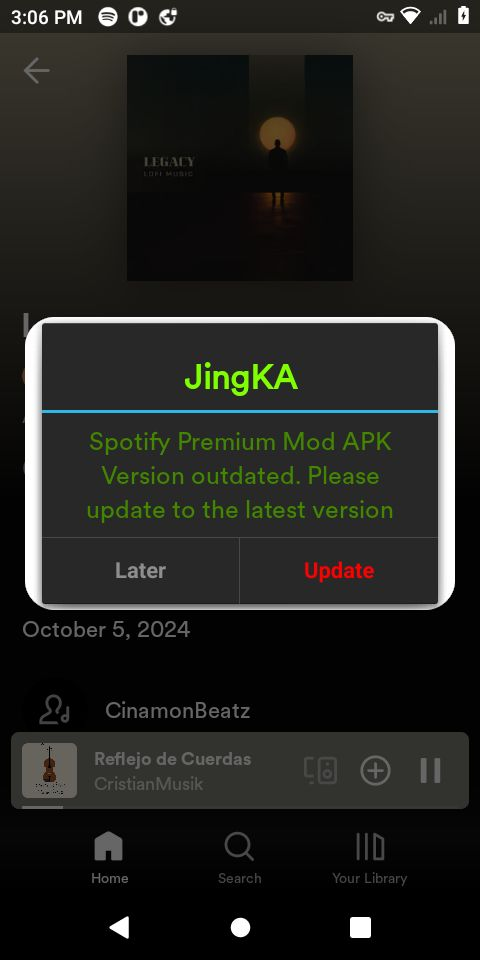 3:06 PM
LEGACY
LOFI MUSIC
JingKA
Spotify Premium Mod APK
Version outdated. Please
update to the latest version
Later
Update
October 5, 2024
CinamonBeatz
Reflejo de Cuerdas
CristianMusik
Home
Search
Your Library